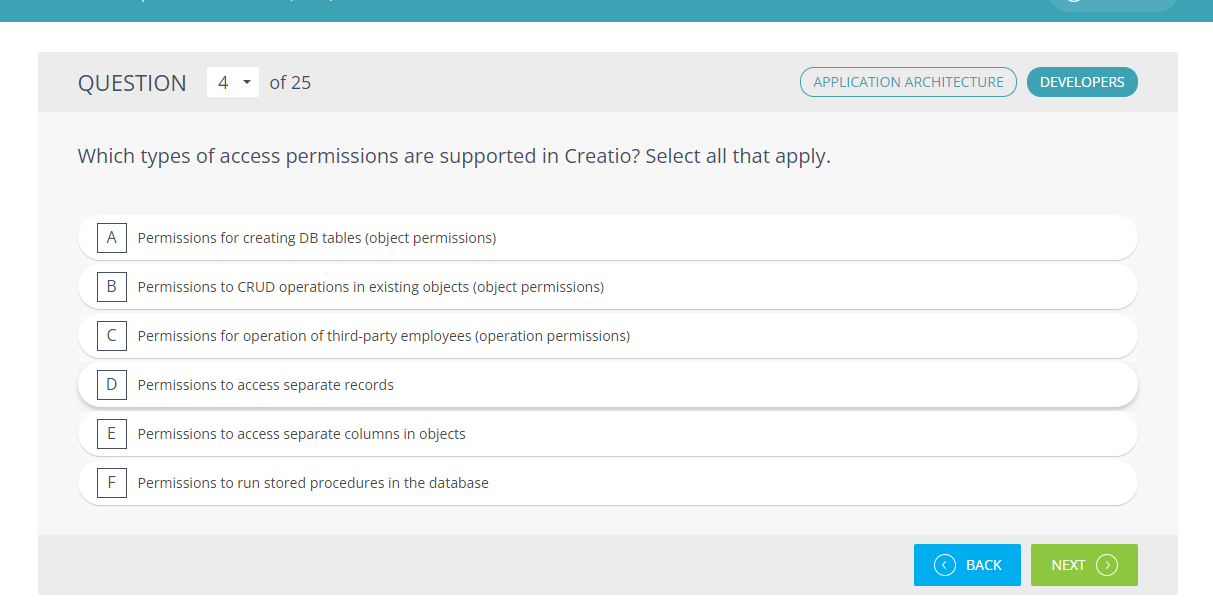 QUESTION 4 of 25 APPLICATION ARCHITECTURE DEVELOPERS
Which types of access permissions are supported in Creatio? Select all that apply.
A Permissions for creating DB tables (object permissions)
B Permissions to CRUD operations in existing objects (object permissions)
C Permissions for operation of third-party employees (operation permissions)
D Permissions to access separate records
E Permissions to access separate columns in objects
F Permissions to run stored procedures in the database
BACK NEXT